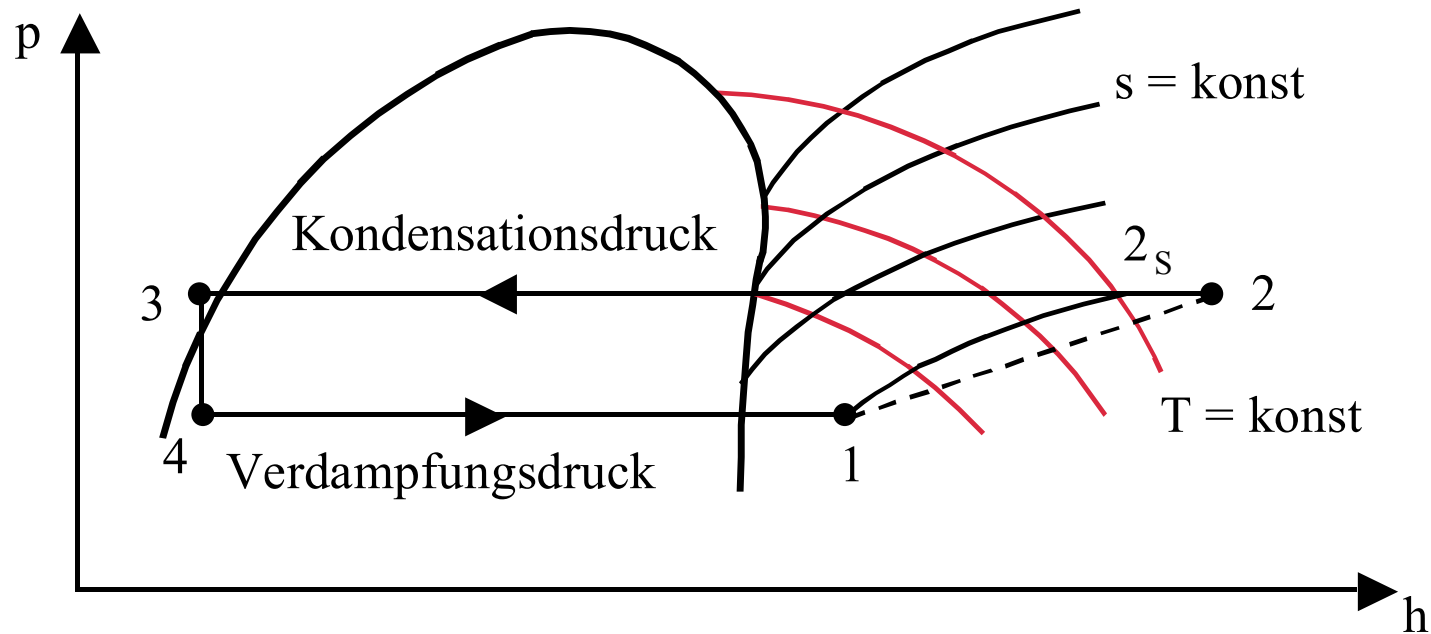 p
s = konst
Kondensationsdruck
2s
3
2
T = konst
4
Verdampfungsdruck
1
h